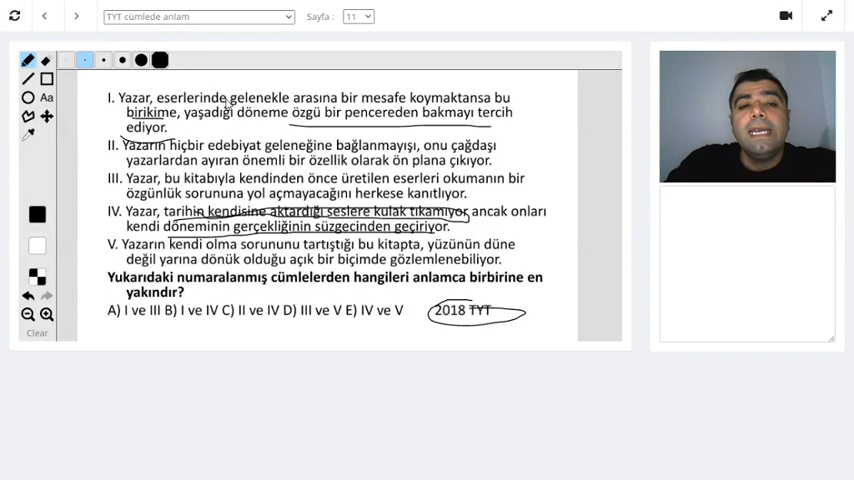 TYT cümlede anlam
Sayfa :
11
Aa
Clear
I. Yazar, eserlerinde gelenekle arasına bir mesafe koymaktansa bu
birikime, yaşadığı döneme özgü bir pencereden bakmayı tercih
ediyor.
II. Yazarın hiçbir edebiyat geleneğine bağlanmayışı, onu çağdaşı
yazarlardan ayıran önemli bir özellik olarak ön plana çıkıyor.
III. Yazar, bu kitabıyla kendinden önce üretilen eserleri okumanın bir
özgünlük sorununa yol açmayacağını herkese kanıtlıyor.
IV. Yazar, tarihin kendisine aktardığı seslere kulak tıkamıyor ancak onları
kendi döneminin gerçekliğinin süzgecinden geçiriyor.
V. Yazarın kendi olma sorununu tartıştığı bu kitapta, yüzünün düne
değil yarına dönük olduğu açık bir biçimde gözlemlenebiliyor.
Yukarıdaki numaralanmış cümlelerden hangileri anlamca birbirine en
yakındır?
A) I ve III B) I ve IV C) II ve IV D) III ve V E) IV ve V 2018 TYT